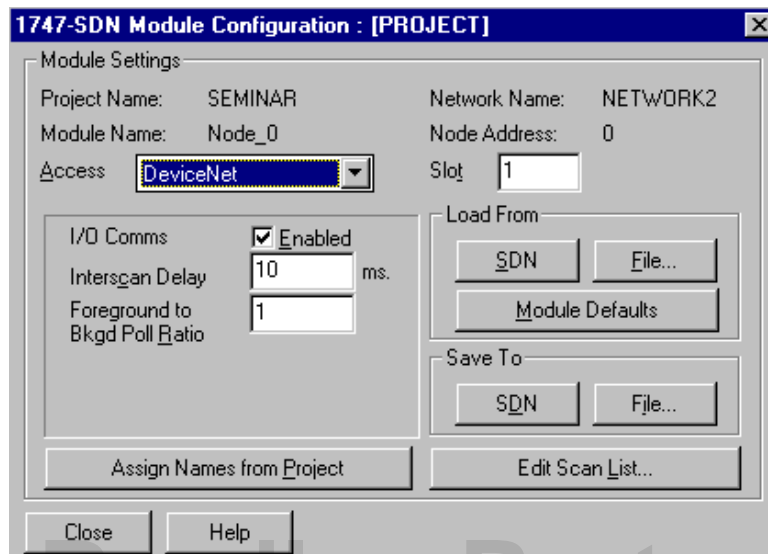 1747-SDN Module Configuration : [PROJECT]
Module Settings
Project Name: SEMINAR Network Name: NETWORK2
Module Name: Node_0 Node Address: 0
Access DeviceNet Slot 1
I/O Comms Enabled
Interscan Delay 10 ms.
Foreground to
Bkgd Poll Ratio 1
Load From
SDN File...
Module Defaults
Save To
SDN File...
Assign Names from Project Edit Scan List...
Close Help